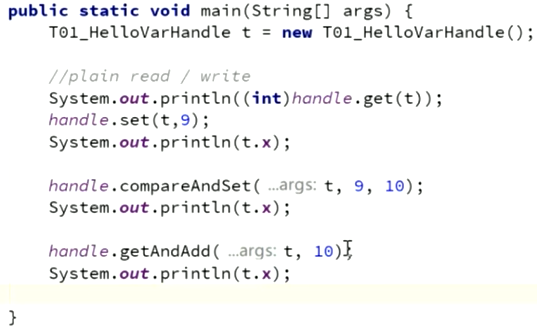 public static void main(String[] args) {
    T01_HelloVarHandle t = new T01_HelloVarHandle();
    //plain read / write
    System.out.println((int)handle.get(t));
    handle.set(t,9);
    System.out.println(t.x);
    handle.compareAndSet( ...args: t, 9, 10);
    System.out.println(t.x);
    handle.getAndAdd( ...args: t, 10);
    System.out.println(t.x);
}